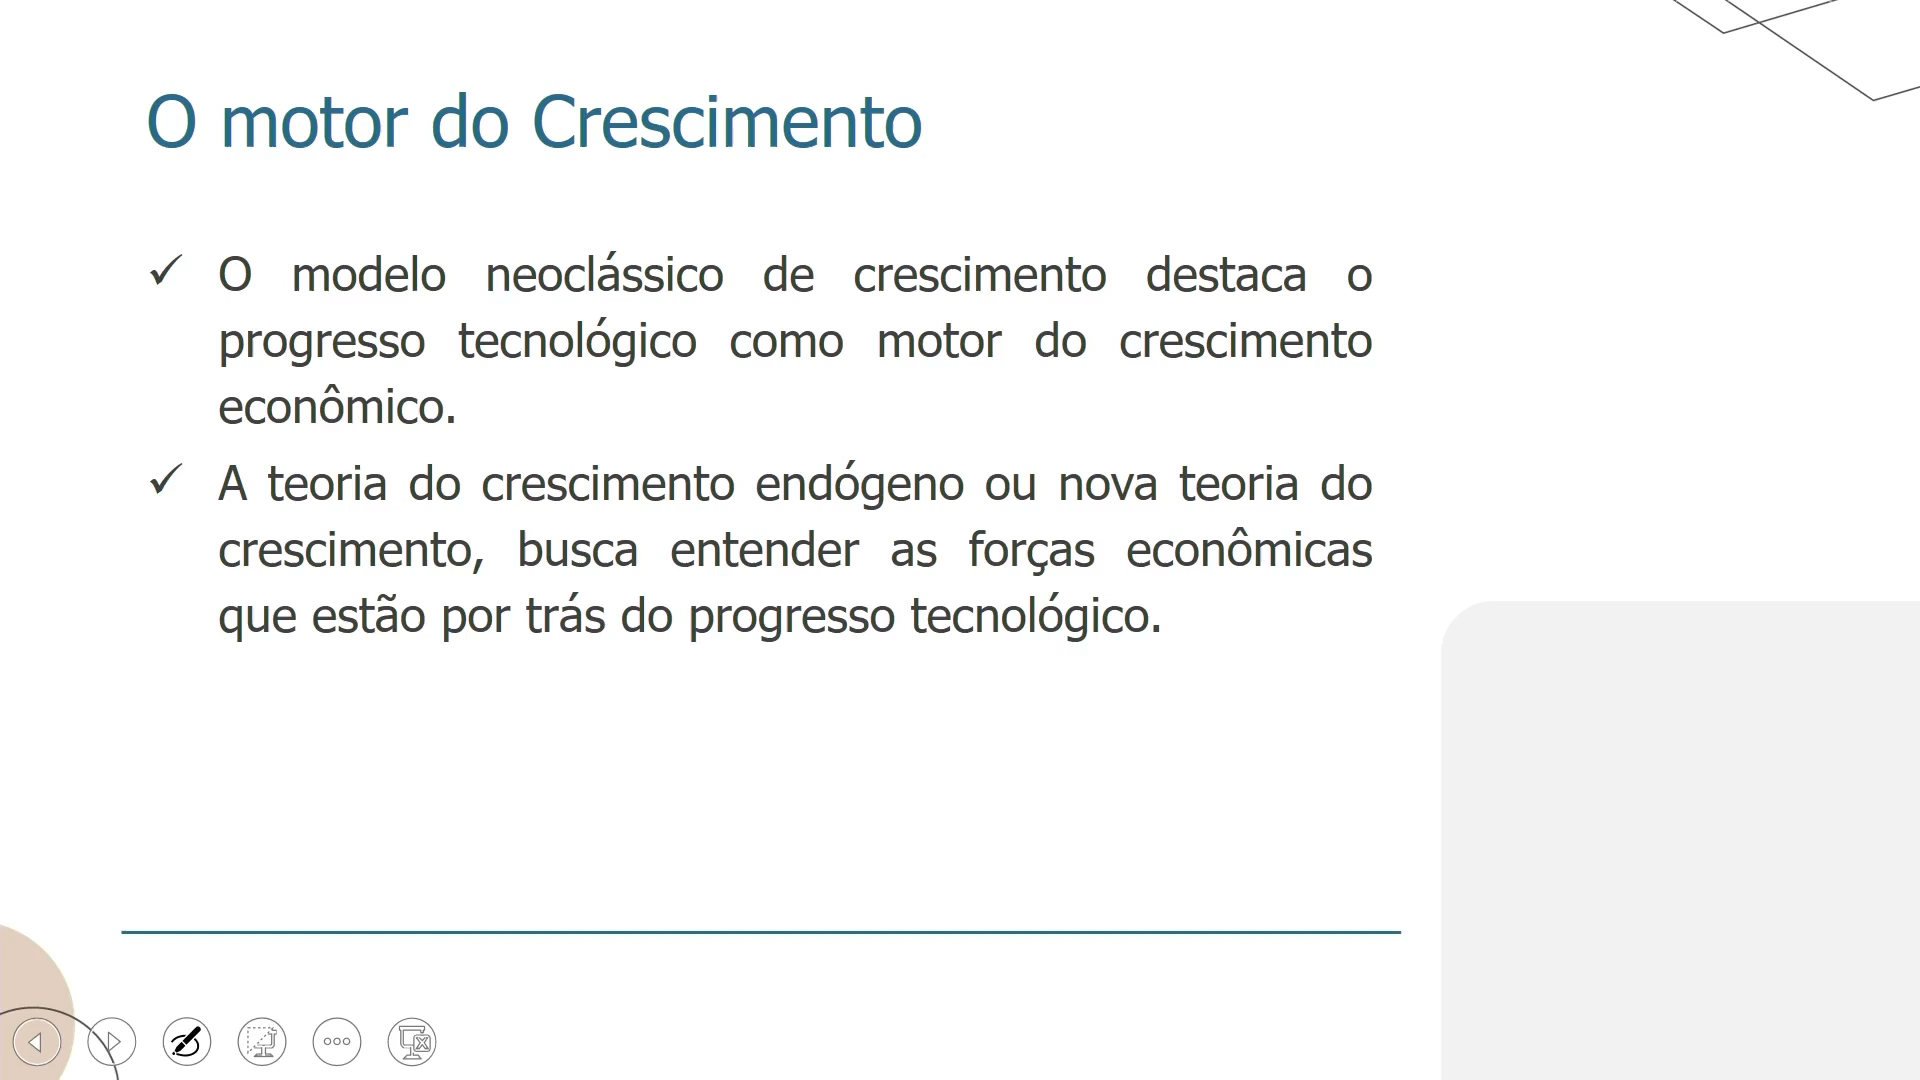 O motor do Crescimento
✓ O modelo neoclássico de crescimento destaca o
progresso tecnológico como motor do crescimento
econômico.
✓ A teoria do crescimento endógeno ou nova teoria do
crescimento, busca entender as forças econômicas
que estão por trás do progresso tecnológico.